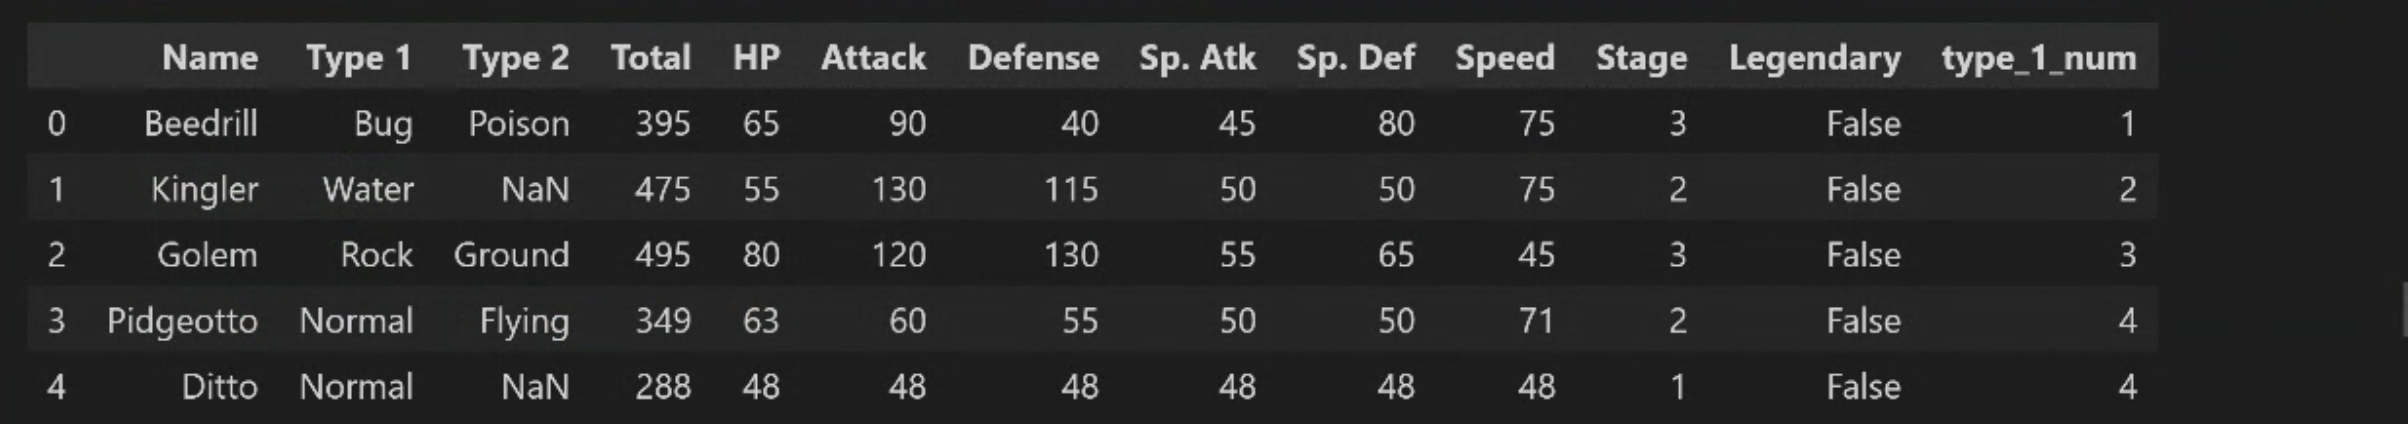 Name Type 1 Type 2 Total HP Attack Defense Sp. Atk Sp. Def Speed Stage Legendary type_1_num
0 Beedrill Bug Poison 395 65 90 40 45 80 75 3 False 1
1 Kingler Water NaN 475 55 130 115 50 50 75 2 False 2
2 Golem Rock Ground 495 80 120 130 55 65 45 3 False 3
3 Pidgeotto Normal Flying 349 63 60 55 50 50 71 2 False 4
4 Ditto Normal NaN 288 48 48 48 48 48 48 1 False 4